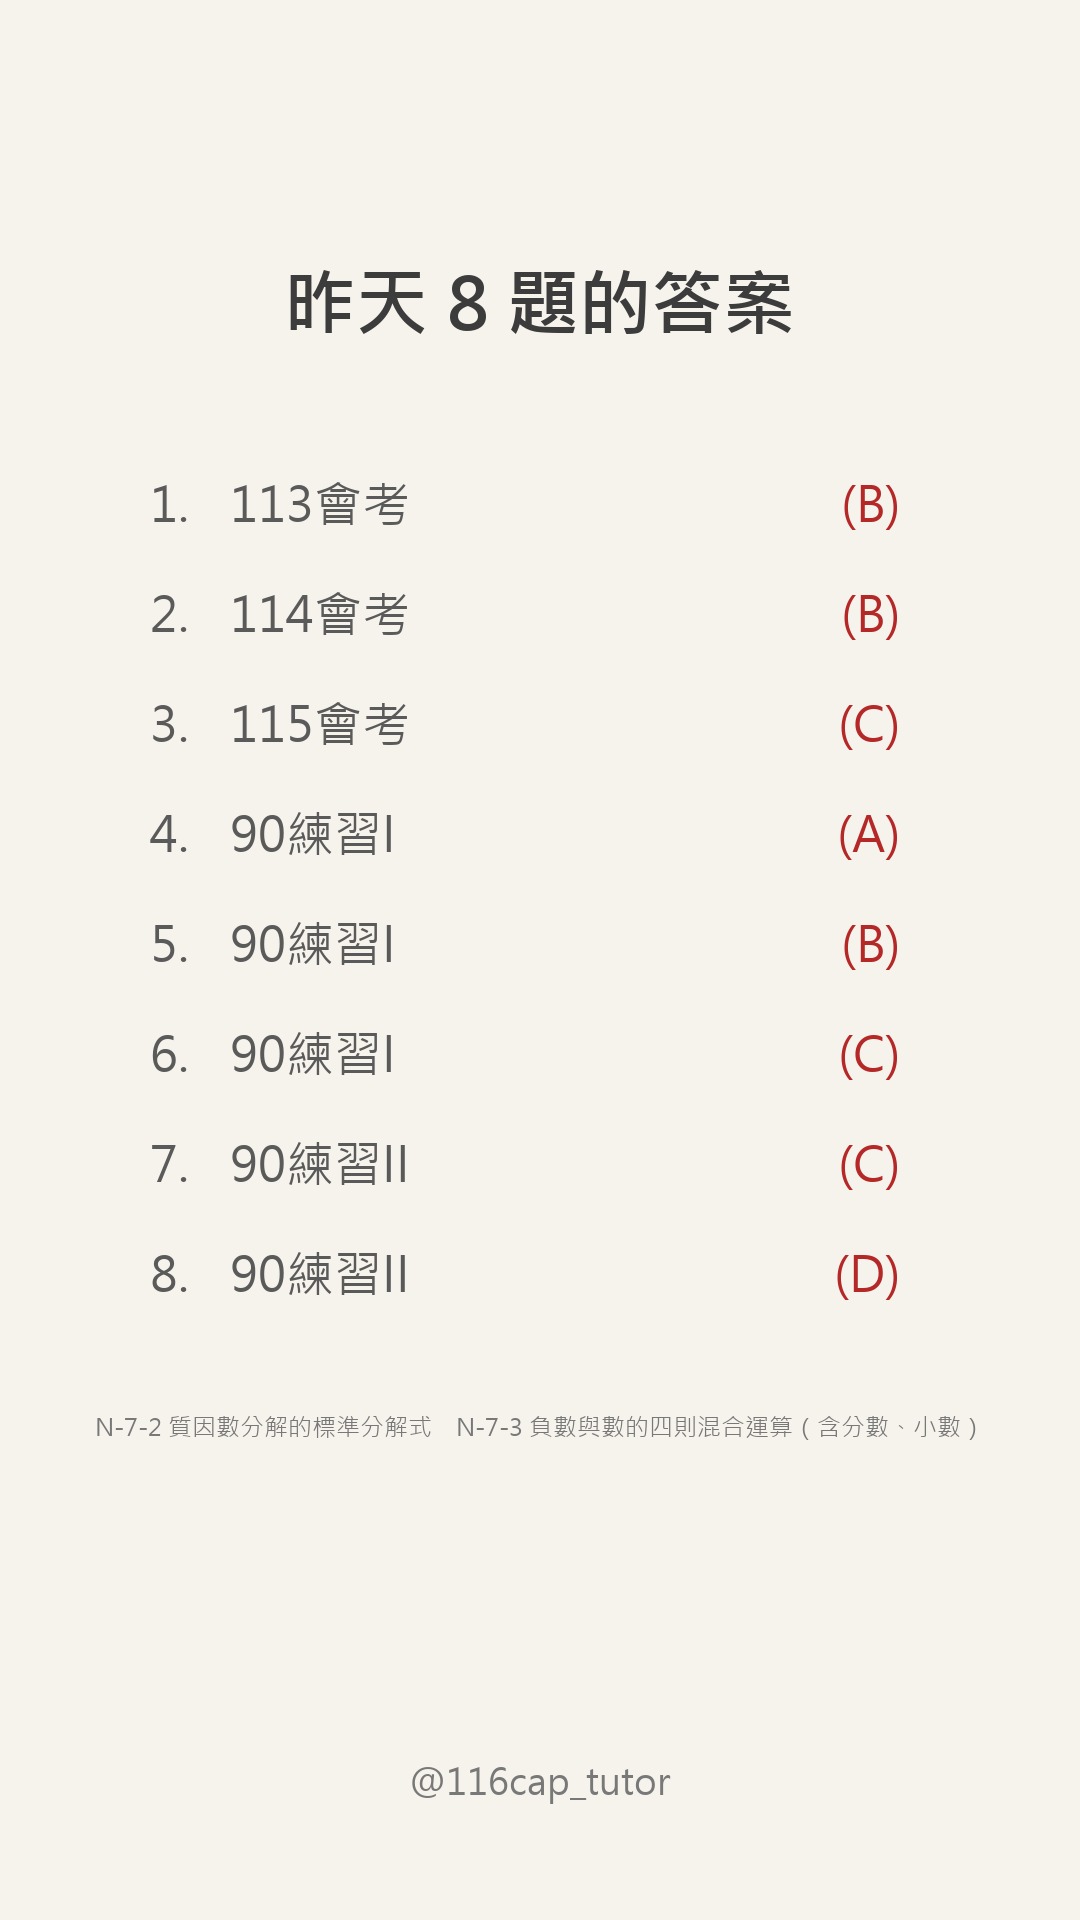 昨天 8 題的答案
1. 113會考 (B)
2. 114會考 (B)
3. 115會考 (C)
4. 90練習I (A)
5. 90練習I (B)
6. 90練習I (C)
7. 90練習II (C)
8. 90練習II (D)
N-7-2 質因數分解的標準分解式　N-7-3 負數與數的四則混合運算（含分數、小數）
@116cap_tutor